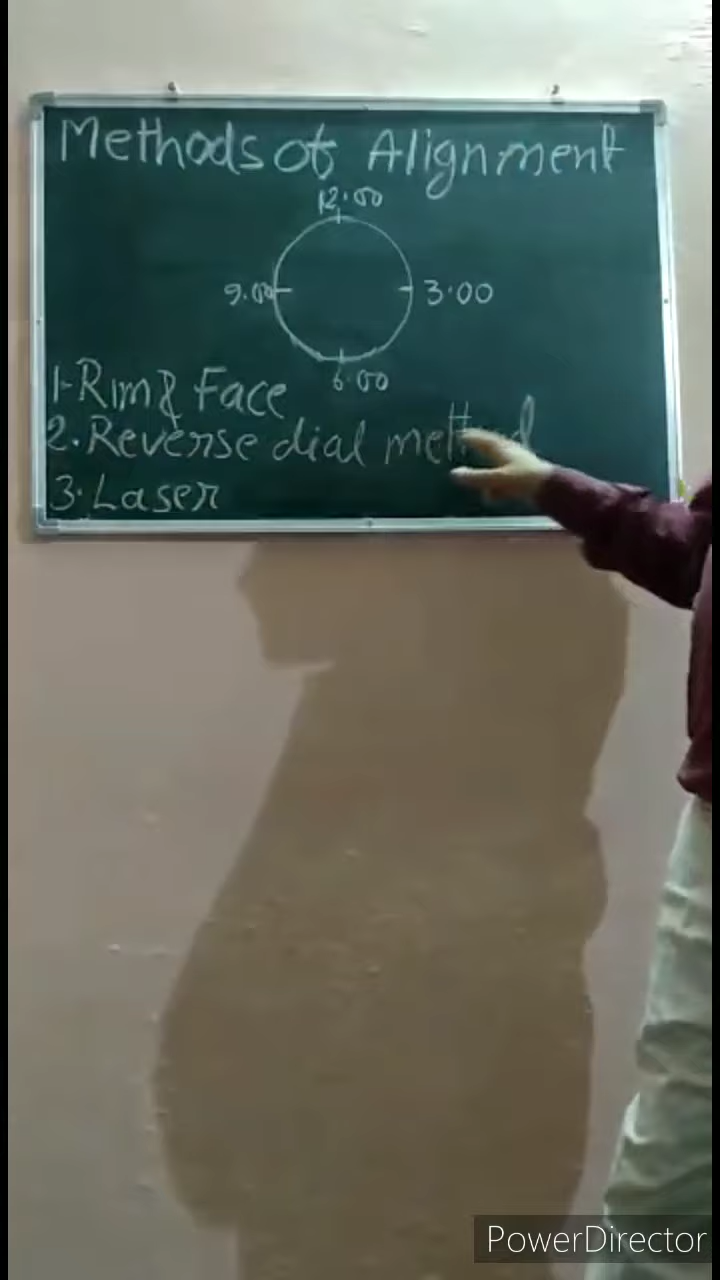 Methods of Alignment
12.00
9.00
3.00
6.00
1-Rim & Face
2.Reverse dial method
3.Laser
PowerDirector